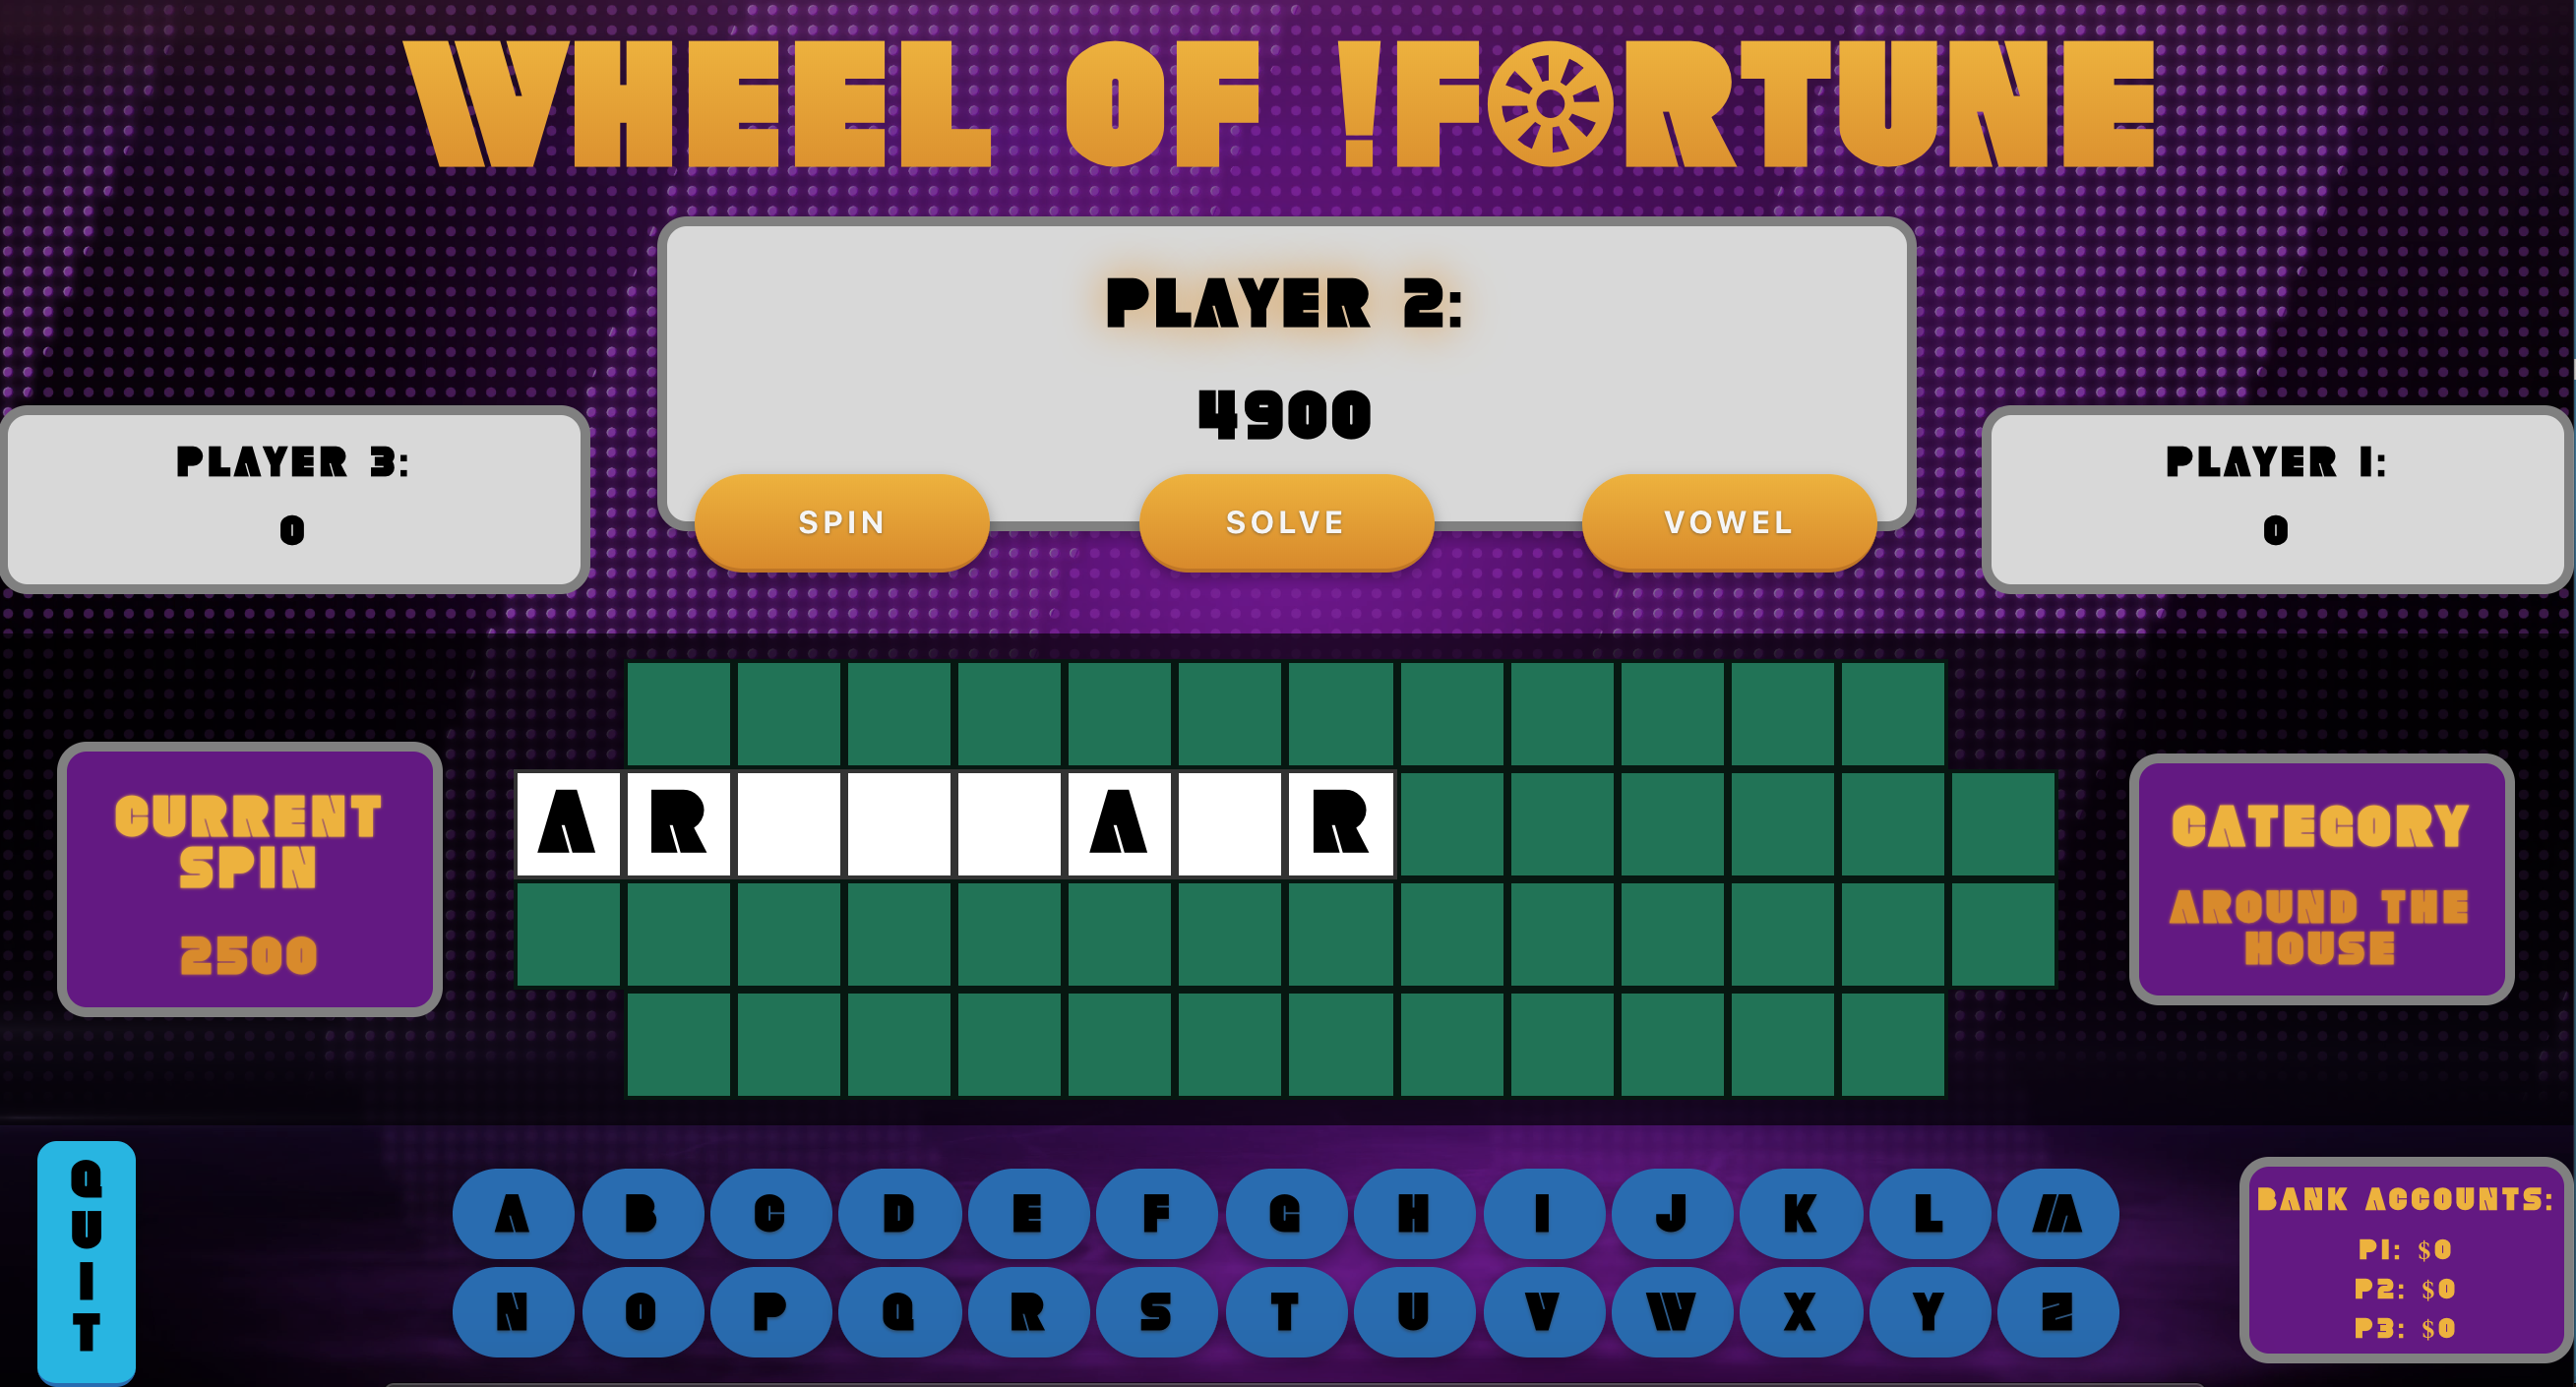 WHEEL OF !FORTUNE
PLAYER 2:
4900
PLAYER 3:
0
PLAYER 1:
0
SPIN
SOLVE
VOWEL
CURRENT
SPIN
2500
A R A R
CATEGORY
AROUND THE
HOUSE
QUIT
A B C D E F G H I J K L M
N O P Q R S T U V W X Y Z
BANK ACCOUNTS:
P1: $0
P2: $0
P3: $0